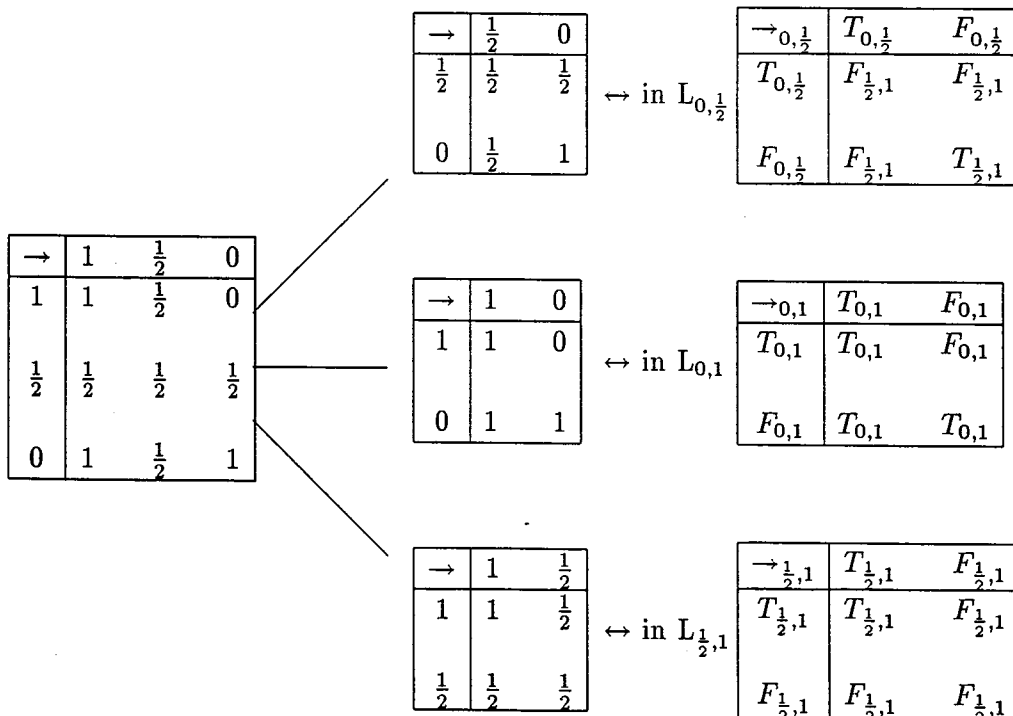 → ½ 0 →₀,½ T₀,½ F₀,½
½ ½ ½ ↔ in L₀,½ T₀,½ F½,₁ F½,₁
0 ½ 1 F₀,½ F½,₁ T½,₁
→ 1 ½ 0
1 1 ½ 0
½ ½ ½ ½
0 1 ½ 1
→ 1 0 →₀,₁ T₀,₁ F₀,₁
1 1 0 ↔ in L₀,₁ T₀,₁ T₀,₁ F₀,₁
0 1 1 F₀,₁ T₀,₁ T₀,₁
→ 1 ½ →½,₁ T½,₁ F½,₁
1 1 ½ ↔ in L½,₁ T½,₁ T½,₁ F½,₁
½ ½ ½ F½,₁ F½,₁ F½,₁